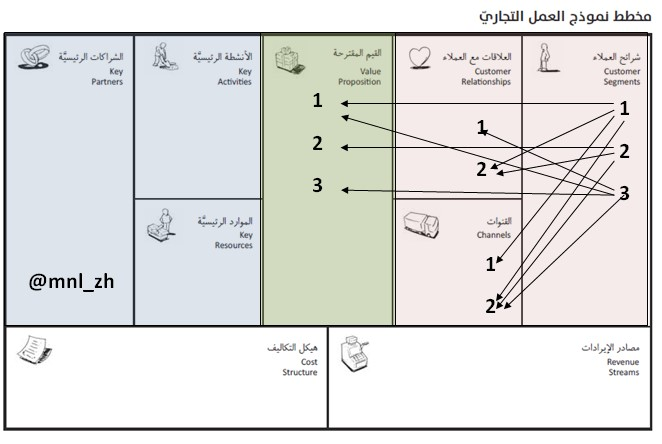 مخطط نموذج العمل التجاريّ
شرائح العملاء
Customer
Segments
1
2
3
العلاقات مع العملاء
Customer
Relationships
1
2
القنوات
Channels
1
2
القيم المقترحة
Value
Proposition
1
2
3
الأنشطة الرئيسيَّة
Key
Activities
الموارد الرئيسيَّة
Key
Resources
الشراكات الرئيسيَّة
Key
Partners
@mnl_zh
مصادر الإيرادات
Revenue
Streams
هيكل التكاليف
Cost
Structure